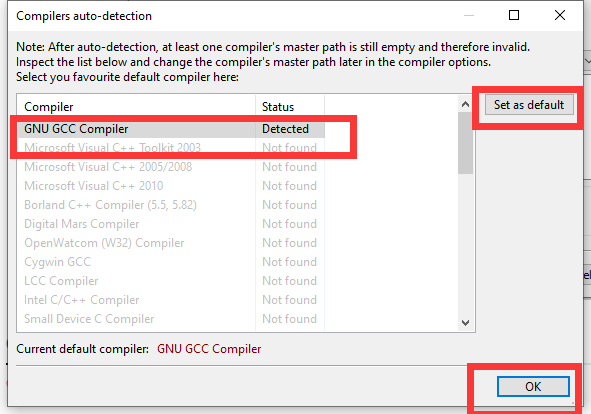 Compilers auto-detection
Note: After auto-detection, at least one compiler's master path is still empty and therefore invalid.
Inspect the list below and change the compiler's master path later in the compiler options.
Select you favourite default compiler here:
Compiler Status
Set as default
GNU GCC Compiler Detected
Microsoft Visual C++ Toolkit 2003 Not found
Microsoft Visual C++ 2005/2008 Not found
Microsoft Visual C++ 2010 Not found
Borland C++ Compiler (5.5, 5.82) Not found
Digital Mars Compiler Not found
OpenWatcom (W32) Compiler Not found
Cygwin GCC Not found
LCC Compiler Not found
Intel C/C++ Compiler Not found
Small Device C Compiler Not found
Current default compiler: GNU GCC Compiler
OK